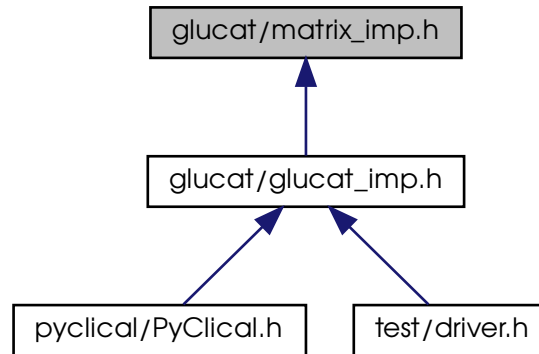 glucat/matrix_imp.h
glucat/glucat_imp.h
pyclical/PyClical.h
test/driver.h